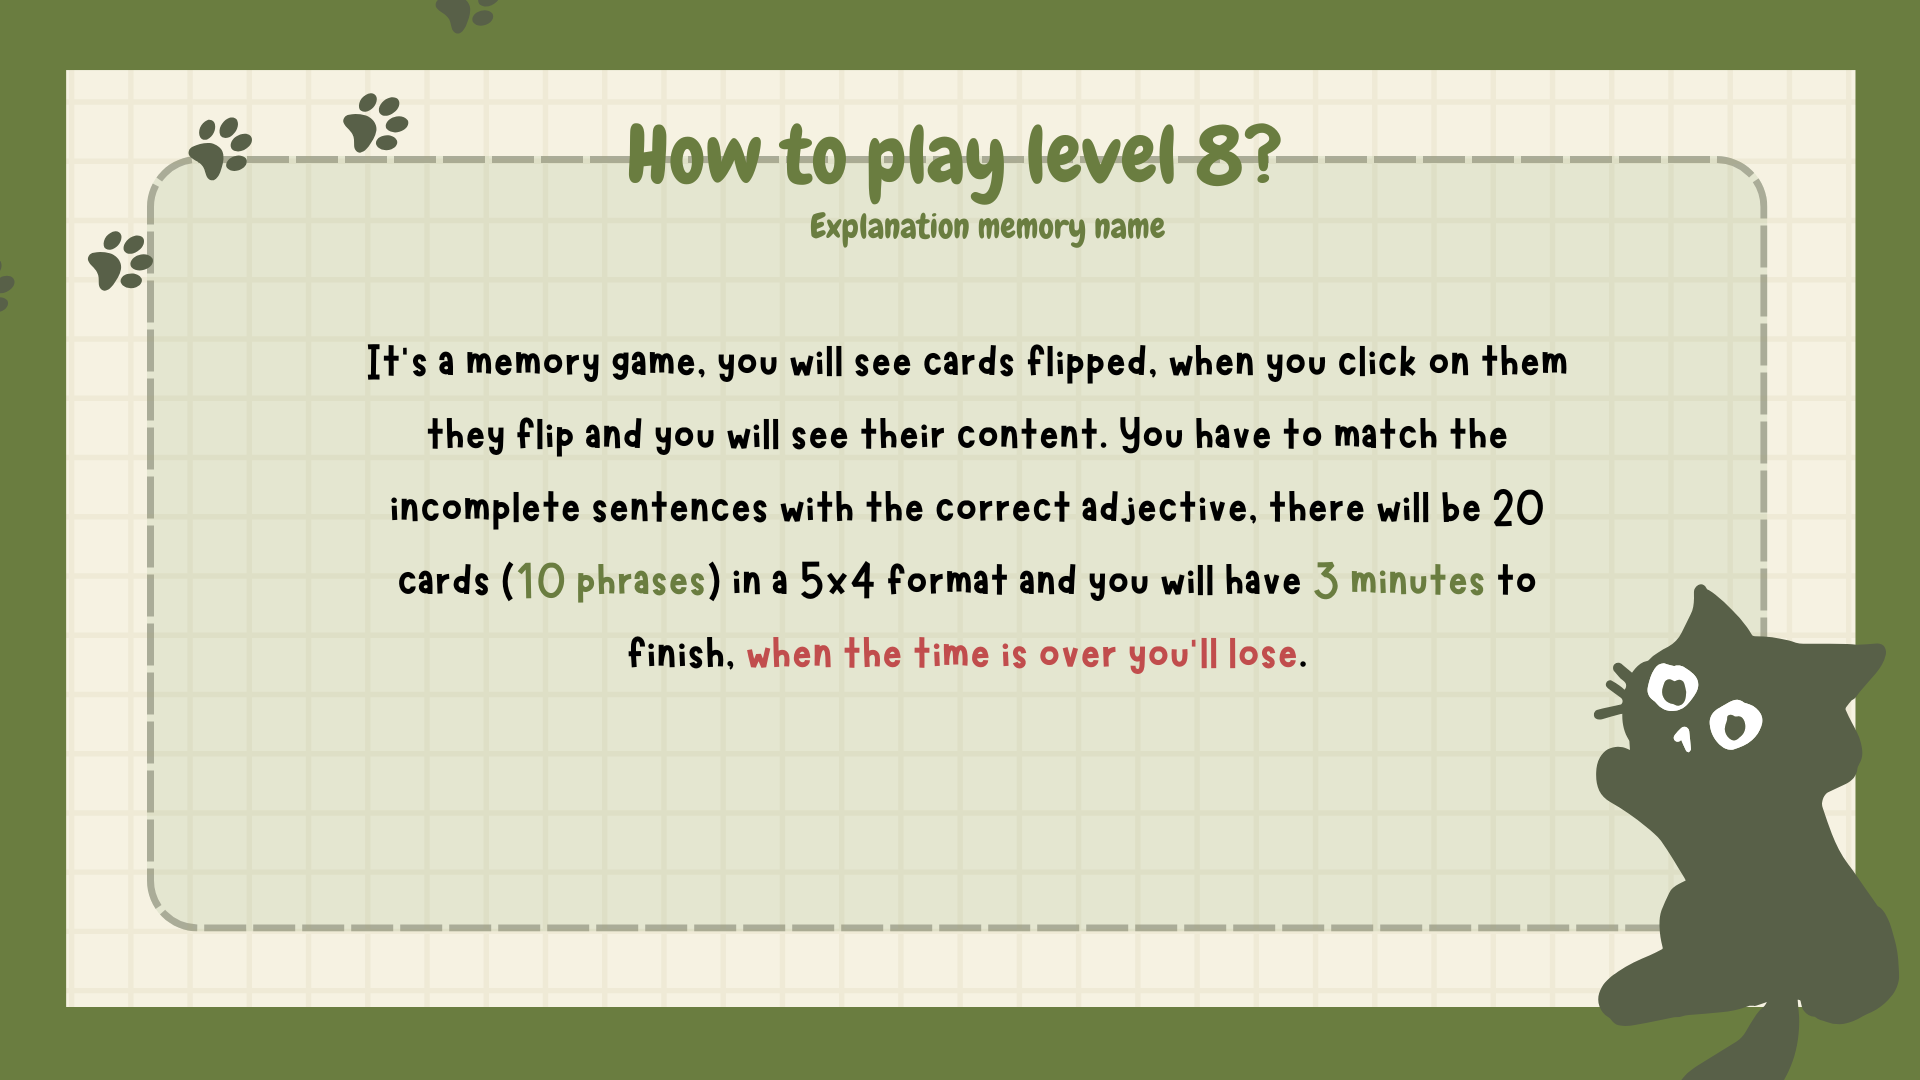 How to play level 8?
Explanation memory name
It's a memory game, you will see cards flipped, when you click on them
they flip and you will see their content. You have to match the
incomplete sentences with the correct adjective, there will be 20
cards (10 phrases) in a 5x4 format and you will have 3 minutes to
finish, when the time is over you'll lose.